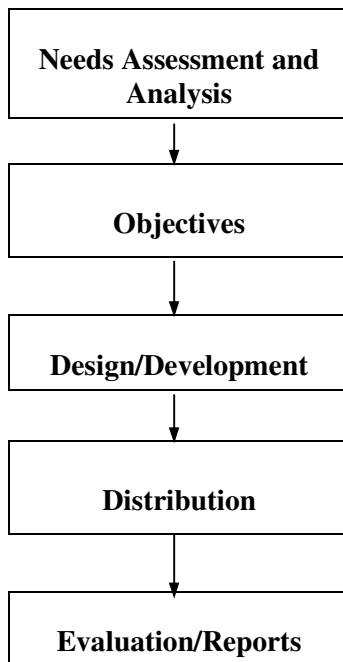 Needs Assessment and
Analysis
Objectives
Design/Development
Distribution
Evaluation/Reports